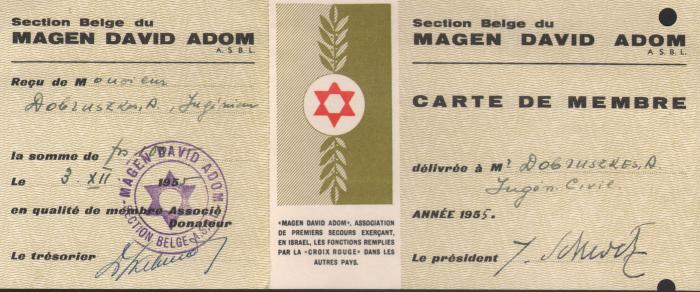 Section Belge du
MAGEN DAVID ADOM
A.S.B.L.
Reçu de Monsieur
DOBRUSZKES, A., Ingénieur
la somme de frs
Le 3.XII 1955
en qualité de membre Associé
Donateur
Le trésorier
MAGEN DAVID ADOM
SECTION BELGE A.S.B.L.
«MAGEN DAVID ADOM», ASSOCIATION
DE PREMIERS SECOURS EXERÇANT,
EN ISRAEL, LES FONCTIONS REMPLIES
PAR LA «CROIX ROUGE» DANS LES
AUTRES PAYS.
Section Belge du
MAGEN DAVID ADOM
A.S.B.L.
CARTE DE MEMBRE
délivrée à Mr DOBRUSZKES, A.
Ingén. Civil.
ANNÉE 1955.
Le président